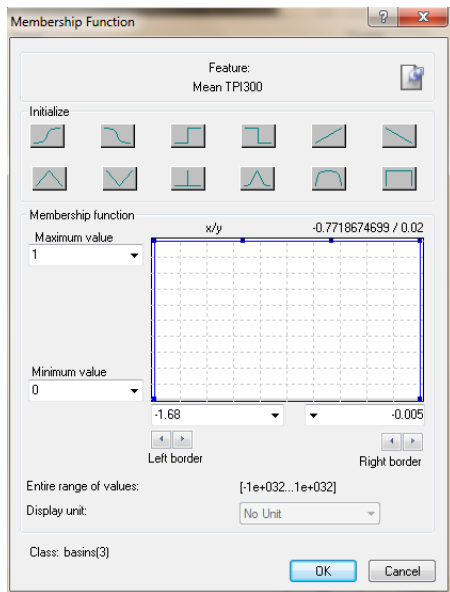 Membership Function
?
X
Feature:
Mean TPI300
Initialize
Membership function
x/y
-0.7718674699 / 0.02
Maximum value
1
Minimum value
0
-1.68
-0.005
Left border
Right border
Entire range of values:
[-1e+032...1e+032]
Display unit:
No Unit
Class: basins(3)
OK
Cancel